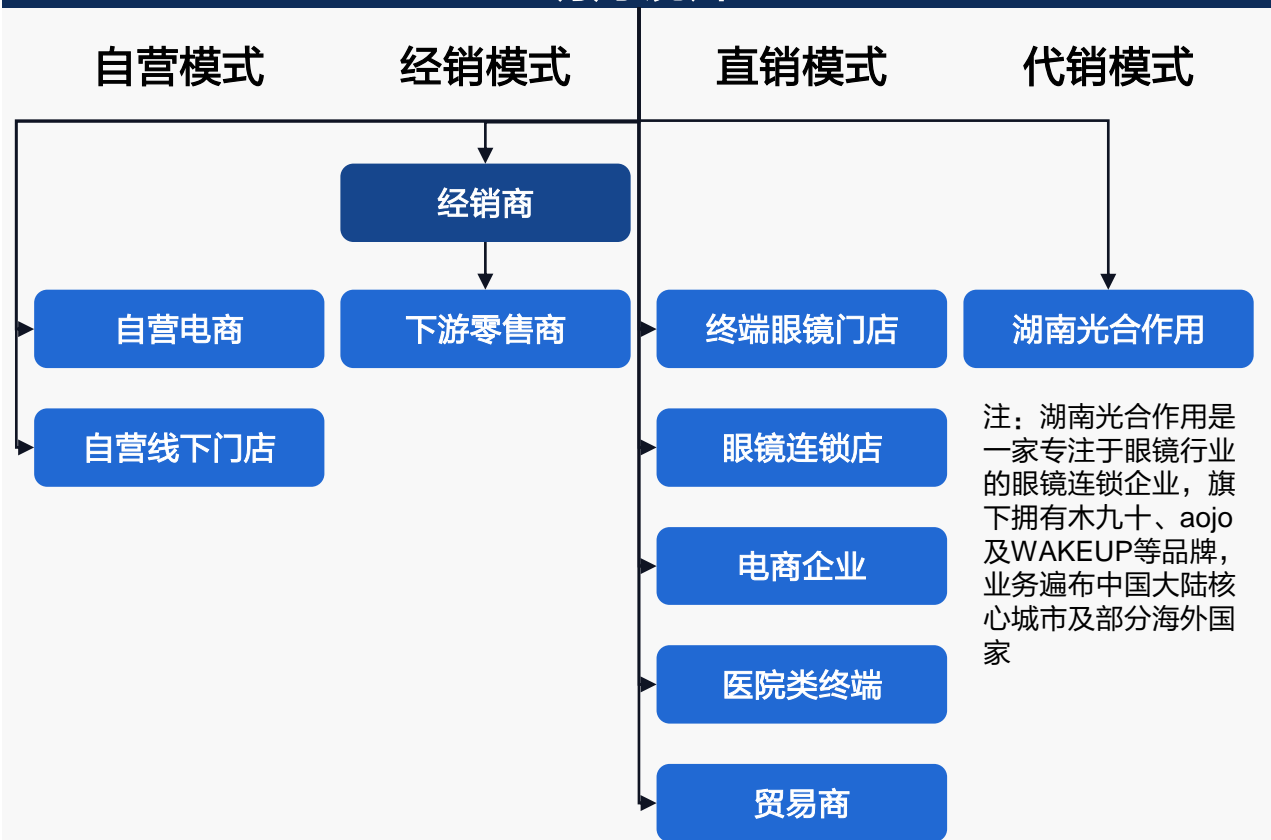 自营模式
经销模式
直销模式
代销模式
经销商
自营电商
下游零售商
终端眼镜门店
湖南光合作用
自营线下门店
眼镜连锁店
电商企业
医院类终端
贸易商
注：湖南光合作用是
一家专注于眼镜行业
的眼镜连锁企业，旗
下拥有木九十、aojo
及WAKEUP等品牌，
业务遍布中国大陆核
心城市及部分海外国
家